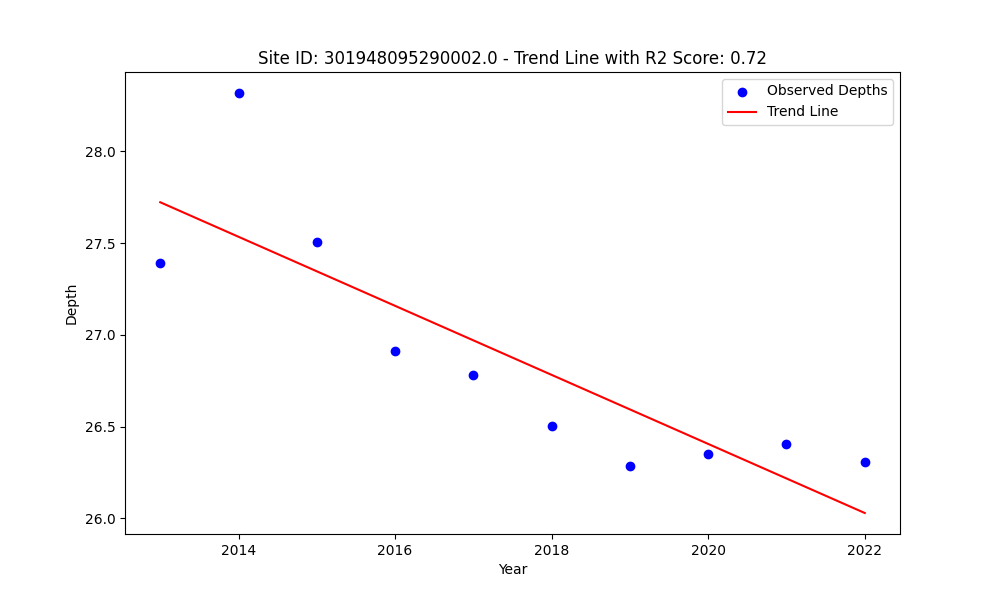 Site ID: 301948095290002.0 - Trend Line with R2 Score: 0.72
Observed Depths
Trend Line
28.0
27.5
27.0
26.5
26.0
Depth
2014
2016
2018
2020
2022
Year